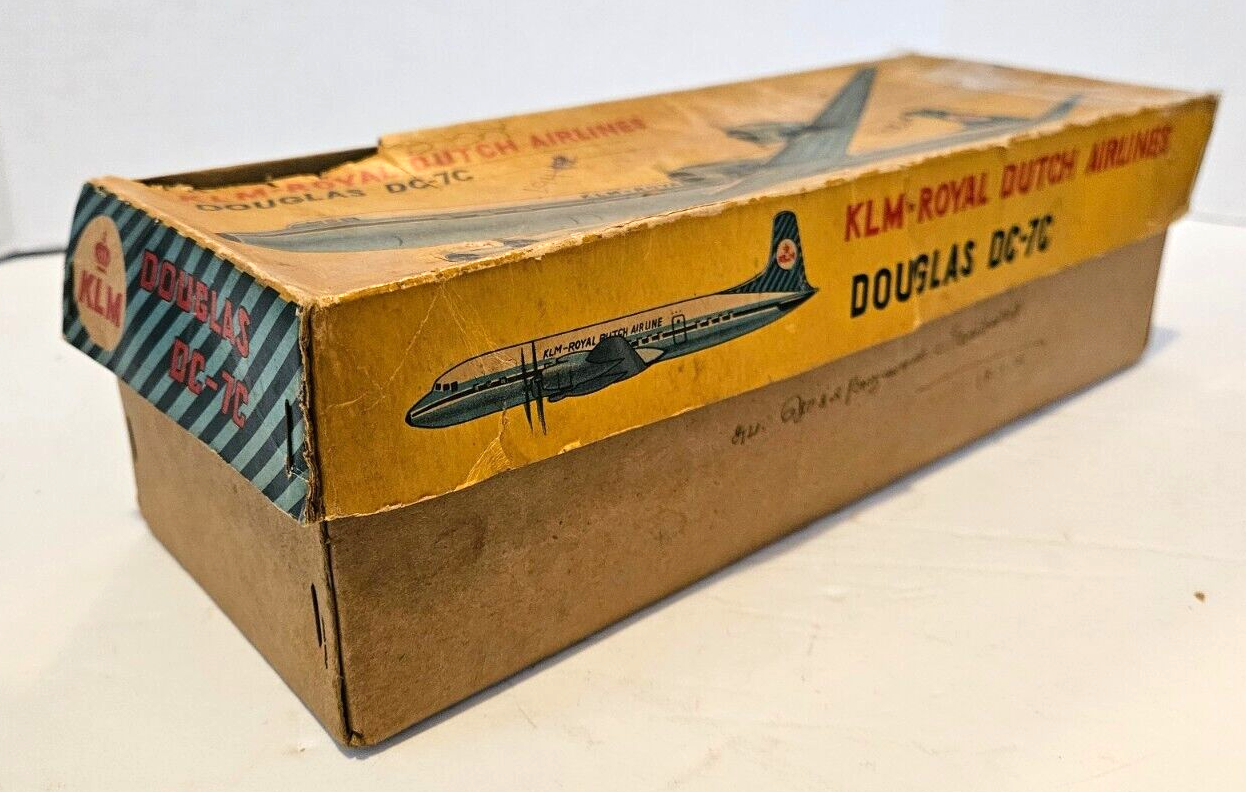 KLM-ROYAL DUTCH AIRLINES
DOUGLAS DC-7C
KLM
DOUGLAS
DC-7C
KLM-ROYAL DUTCH AIRLINES
DOUGLAS DC-7C
KLM-ROYAL DUTCH AIRLINE